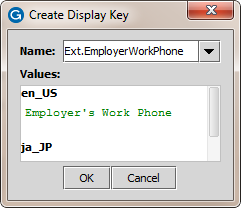 Create Display Key
Name: Ext.EmployerWorkPhone
Values:
en_US
Employer's Work Phone
ja_JP
OK Cancel